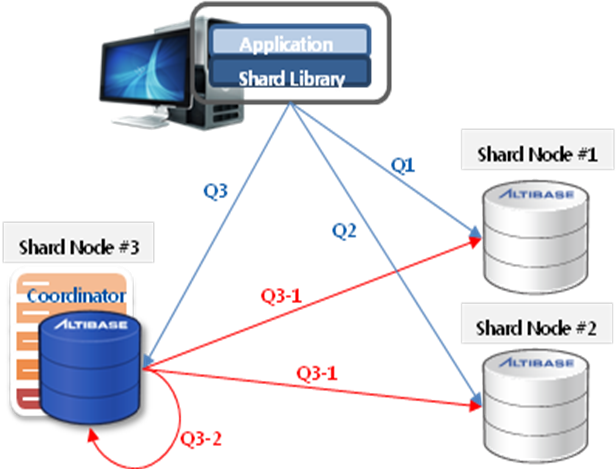 Application
Shard Library
Shard Node #1
Q1
Q3
ALTIBASE
Q2
Shard Node #3
Q3-1
Coordinator
Shard Node #2
ALTIBASE
ALTIBASE
Q3-1
Q3-2